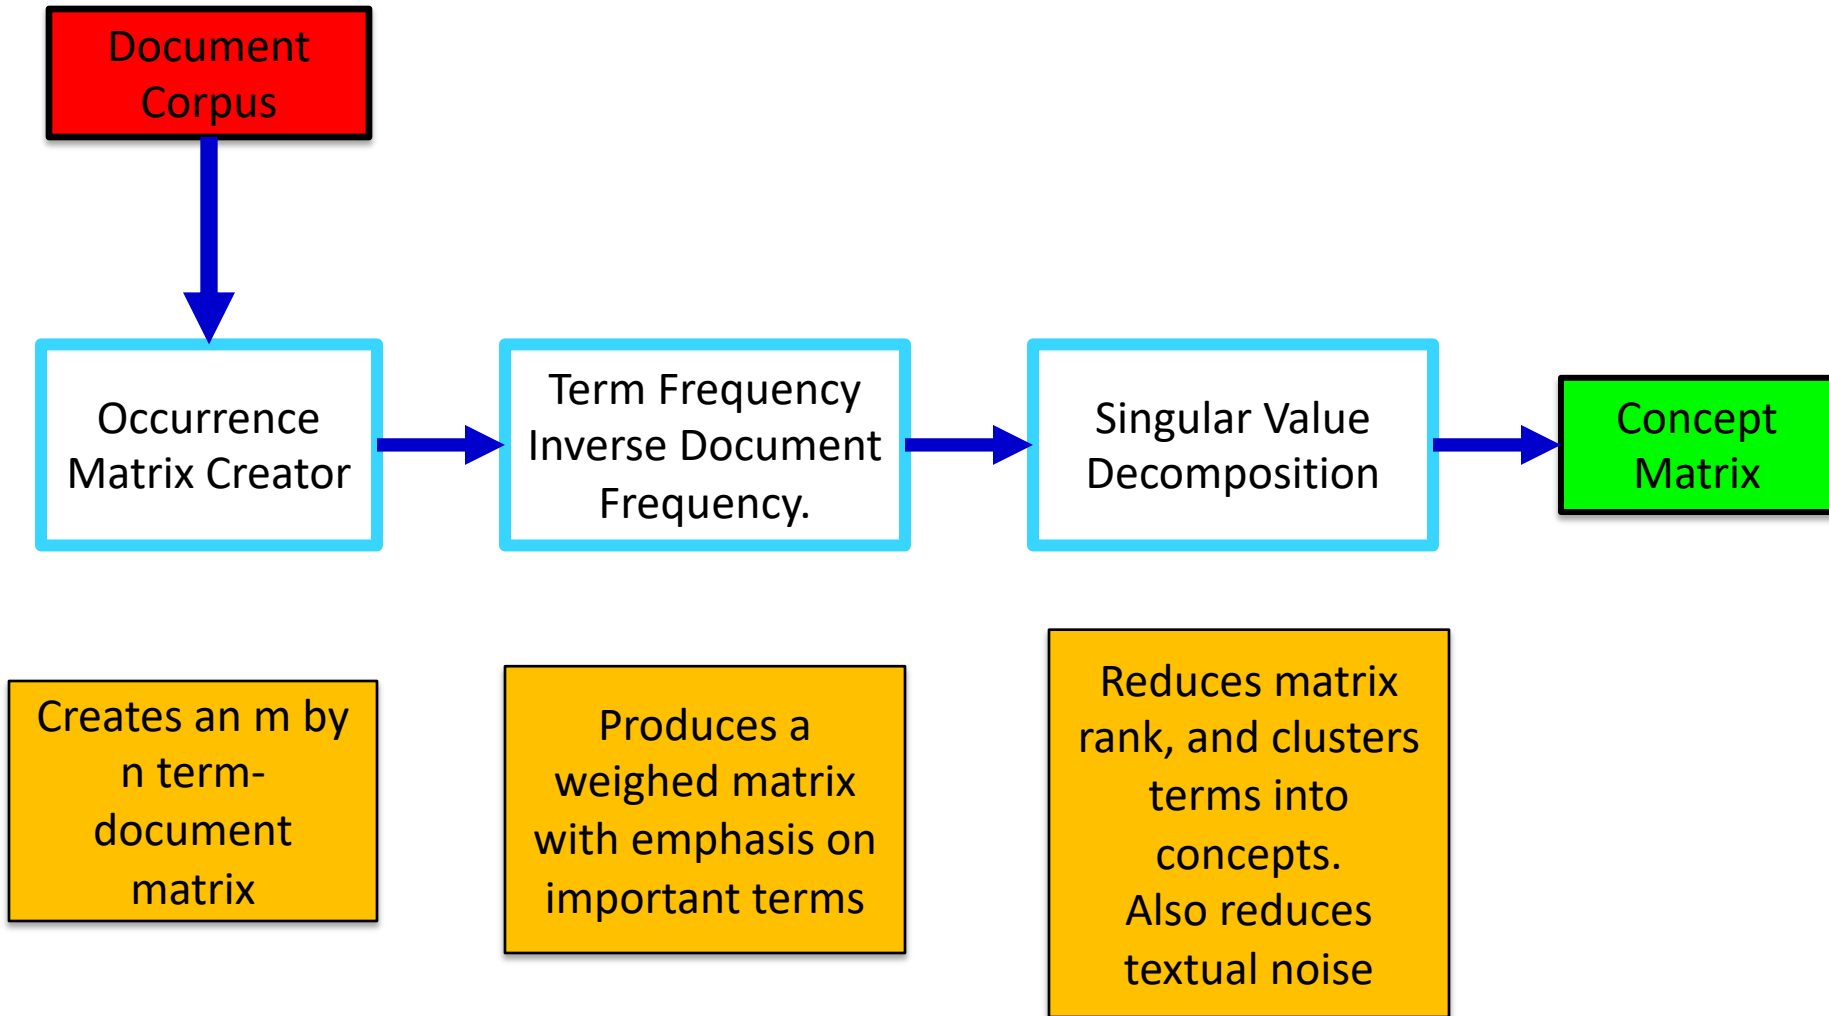 Document
Corpus
Occurrence
Matrix Creator
Term Frequency
Inverse Document
Frequency.
Singular Value
Decomposition
Concept
Matrix
Creates an m by
n term-
document
matrix
Produces a
weighed matrix
with emphasis on
important terms
Reduces matrix
rank, and clusters
terms into
concepts.
Also reduces
textual noise